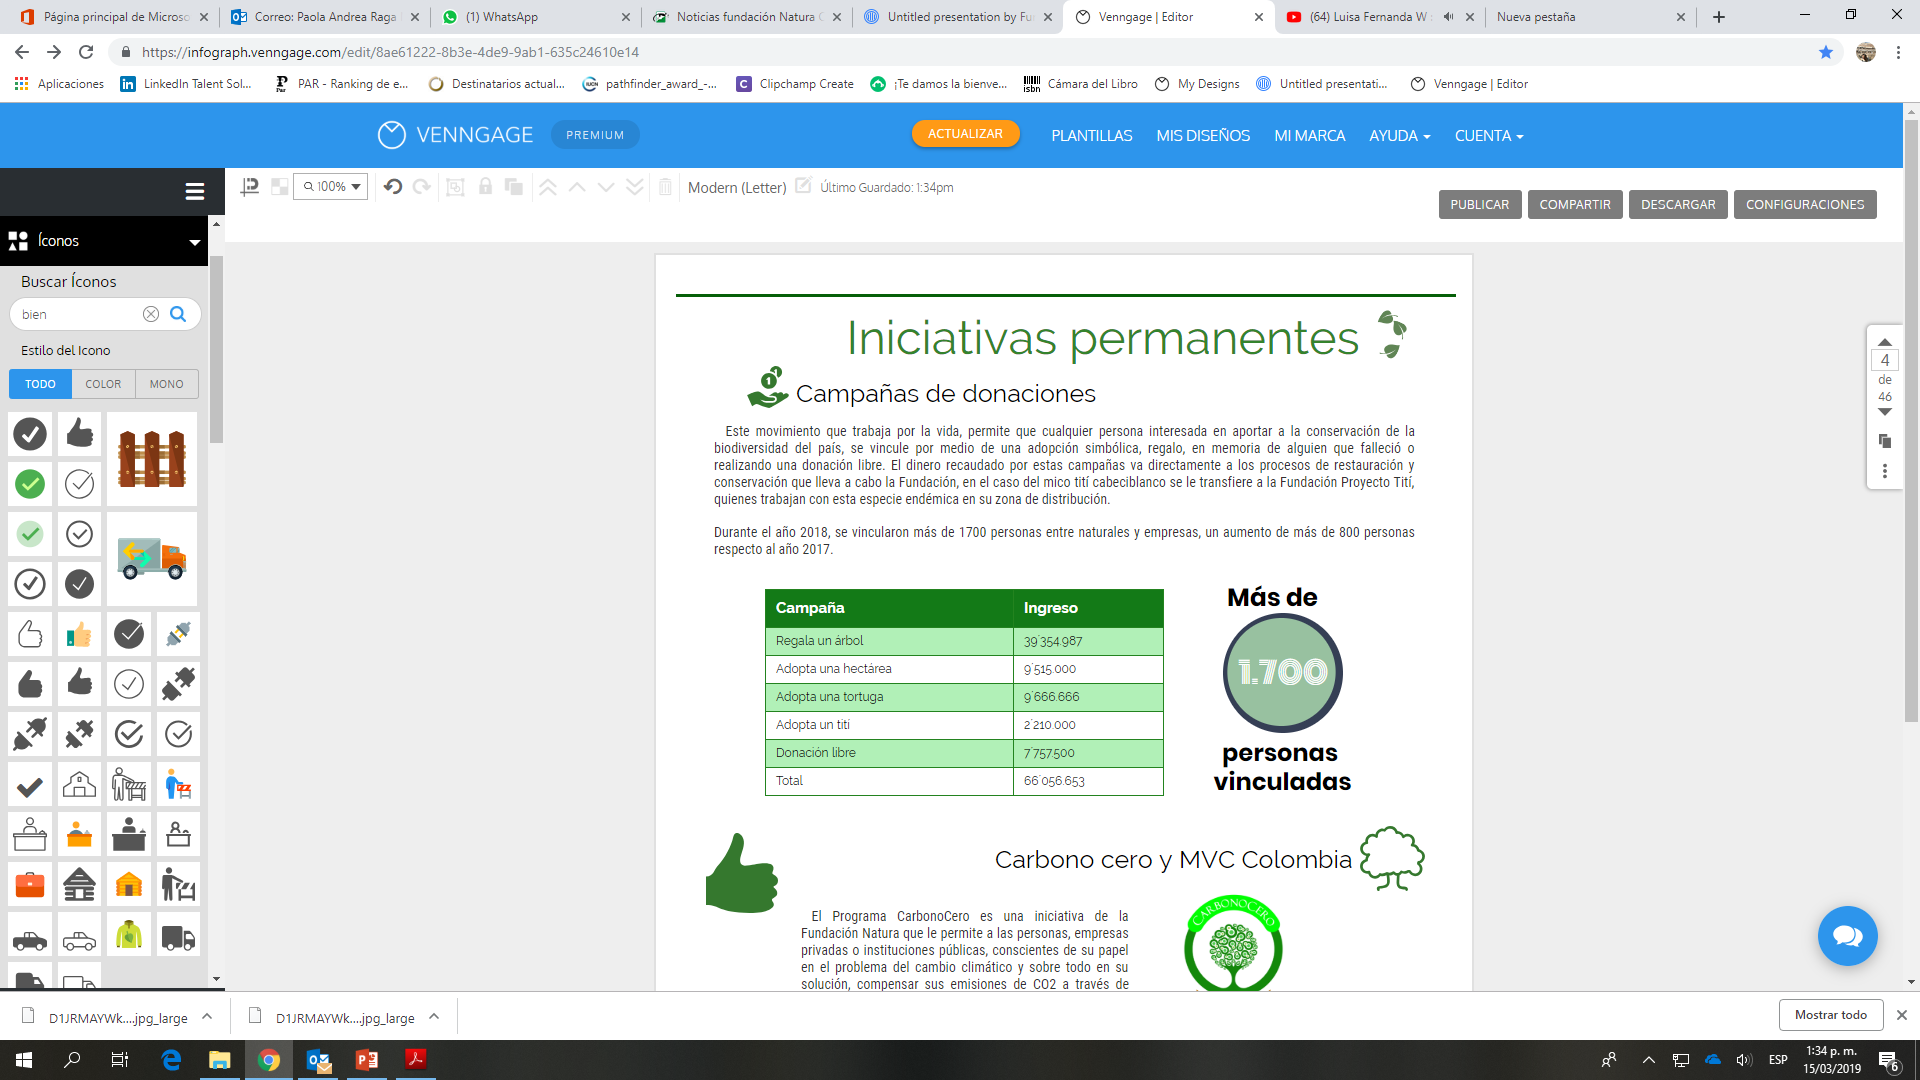 Página principal de Microso
Correo: Paola Andrea Raga
(1) WhatsApp
Noticias fundación Natura
Untitled presentation by Fu
Venngage | Editor
(64) Luisa Fernanda W
Nueva pestaña
https://infograph.venngage.com/edit/8ae61222-8b3e-4de9-9ab1-635c24610e14
Aplicaciones
LinkedIn Talent Sol...
PAR - Ranking de e...
Destinatarios actual...
pathfinder_award_-...
Clipchamp Create
¡Te damos la bienve...
Cámara del Libro
My Designs
Untitled presentati...
Venngage | Editor
VENNGAGE
PREMIUM
ACTUALIZAR
PLANTILLAS
MIS DISEÑOS
MI MARCA
AYUDA
CUENTA
100%
Modern (Letter)
Último Guardado: 1:34pm
PUBLICAR
COMPARTIR
DESCARGAR
CONFIGURACIONES
Íconos
Buscar Íconos
bien
Estilo del Icono
TODO
COLOR
MONO
Iniciativas permanentes
Campañas de donaciones
Este movimiento que trabaja por la vida, permite que cualquier persona interesada en aportar a la conservación de la
biodiversidad del país, se vincule por medio de una adopción simbólica, regalo, en memoria de alguien que falleció o
realizando una donación libre. El dinero recaudado por estas campañas va directamente a los procesos de restauración y
conservación que lleva a cabo la Fundación, en el caso del mico tití cabeciblanco se le transfiere a la Fundación Proyecto Tití,
quienes trabajan con esta especie endémica en su zona de distribución.
Durante el año 2018, se vincularon más de 1700 personas entre naturales y empresas, un aumento de más de 800 personas
respecto al año 2017.
Campaña Ingreso
Regala un árbol 39´354.987
Adopta una hectárea 9´515.000
Adopta una tortuga 9´666.666
Adopta un tití 2´210.000
Donación libre 7´757.500
Total 66´056.653
Más de
1.700
personas
vinculadas
Carbono cero y MVC Colombia
El Programa CarbonoCero es una iniciativa de la
Fundación Natura que le permite a las personas, empresas
privadas o instituciones públicas, conscientes de su papel
en el problema del cambio climático y sobre todo en su
solución, compensar sus emisiones de CO2 a través de
CARBONOCERO
4
de
46
D1JRMAYWk....jpg_large
D1JRMAYWk....jpg_large
Mostrar todo
ESP
1:34 p. m.
15/03/2019
6